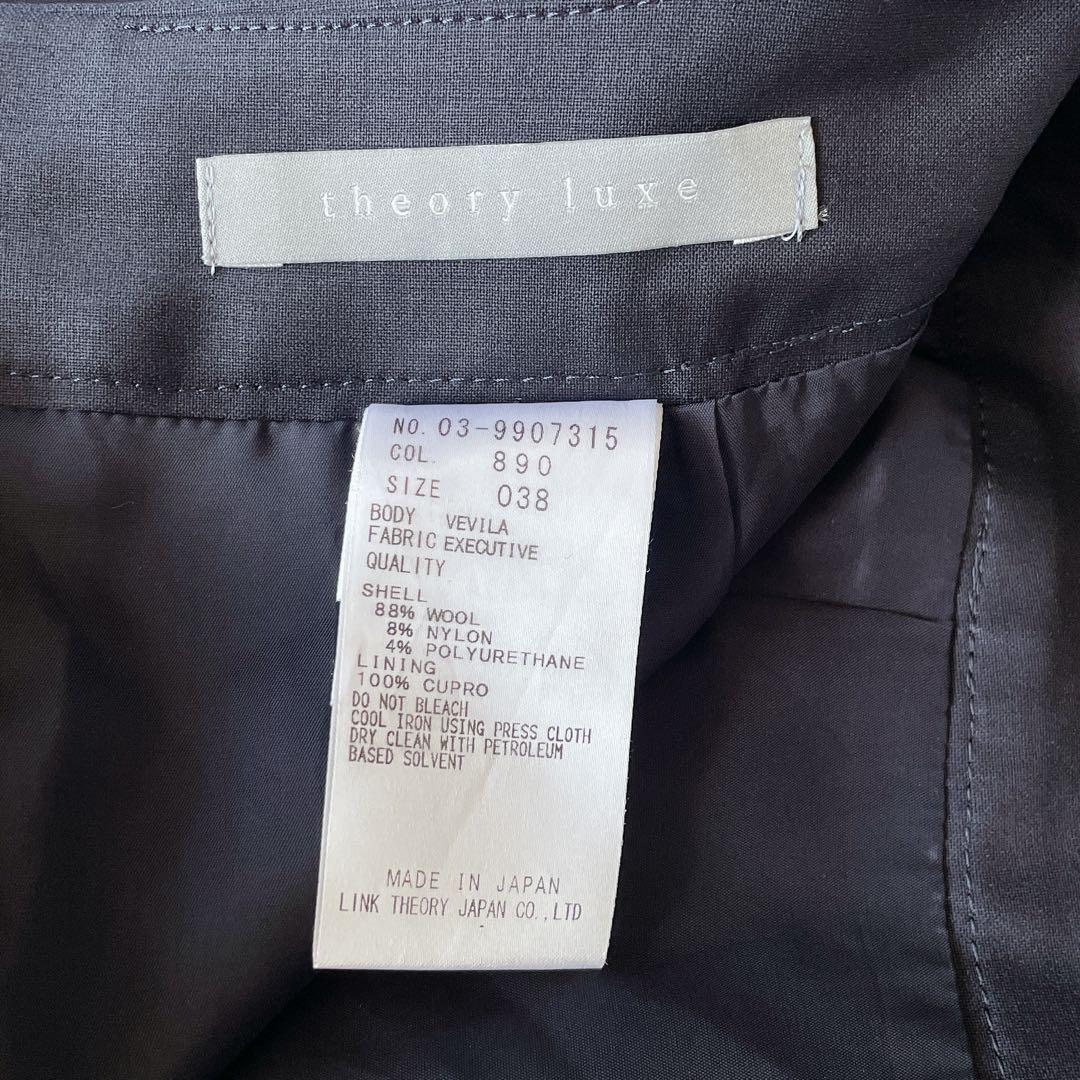 theory luxe
NO. 03-9907315
COL. 890
SIZE 038
BODY VEVILA
FABRIC EXECUTIVE
QUALITY
SHELL
88% WOOL
8% NYLON
4% POLYURETHANE
LINING
100% CUPRO
DO NOT BLEACH
COOL IRON USING PRESS CLOTH
DRY CLEAN WITH PETROLEUM
BASED SOLVENT
MADE IN JAPAN
LINK THEORY JAPAN CO.,LTD